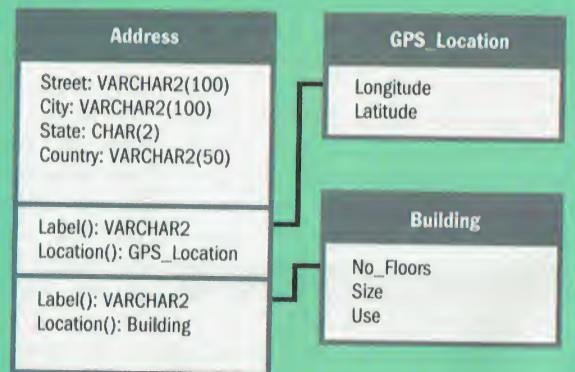 Address
Street: VARCHAR2(100)
City: VARCHAR2(100)
State: CHAR(2)
Country: VARCHAR2(50)
Label(): VARCHAR2
Location(): GPS_Location
Label(): VARCHAR2
Location(): Building
GPS_Location
Longitude
Latitude
Building
No_Floors
Size
Use